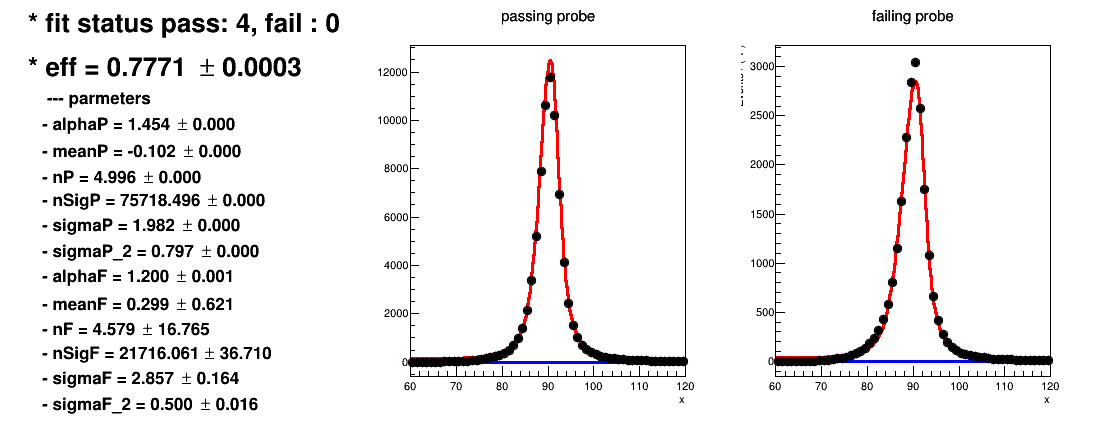 * fit status pass: 4, fail : 0
* eff = 0.7771 ± 0.0003
--- parmeters
- alphaP = 1.454 ± 0.000
- meanP = -0.102 ± 0.000
- nP = 4.996 ± 0.000
- nSigP = 75718.496 ± 0.000
- sigmaP = 1.982 ± 0.000
- sigmaP_2 = 0.797 ± 0.000
- alphaF = 1.200 ± 0.001
- meanF = 0.299 ± 0.621
- nF = 4.579 ± 16.765
- nSigF = 21716.061 ± 36.710
- sigmaF = 2.857 ± 0.164
- sigmaF_2 = 0.500 ± 0.016
passing probe
12000
10000
8000
6000
4000
2000
0
60 70 80 90 100 110 120
x
failing probe
3000
2500
2000
1500
1000
500
0
60 70 80 90 100 110 120
x